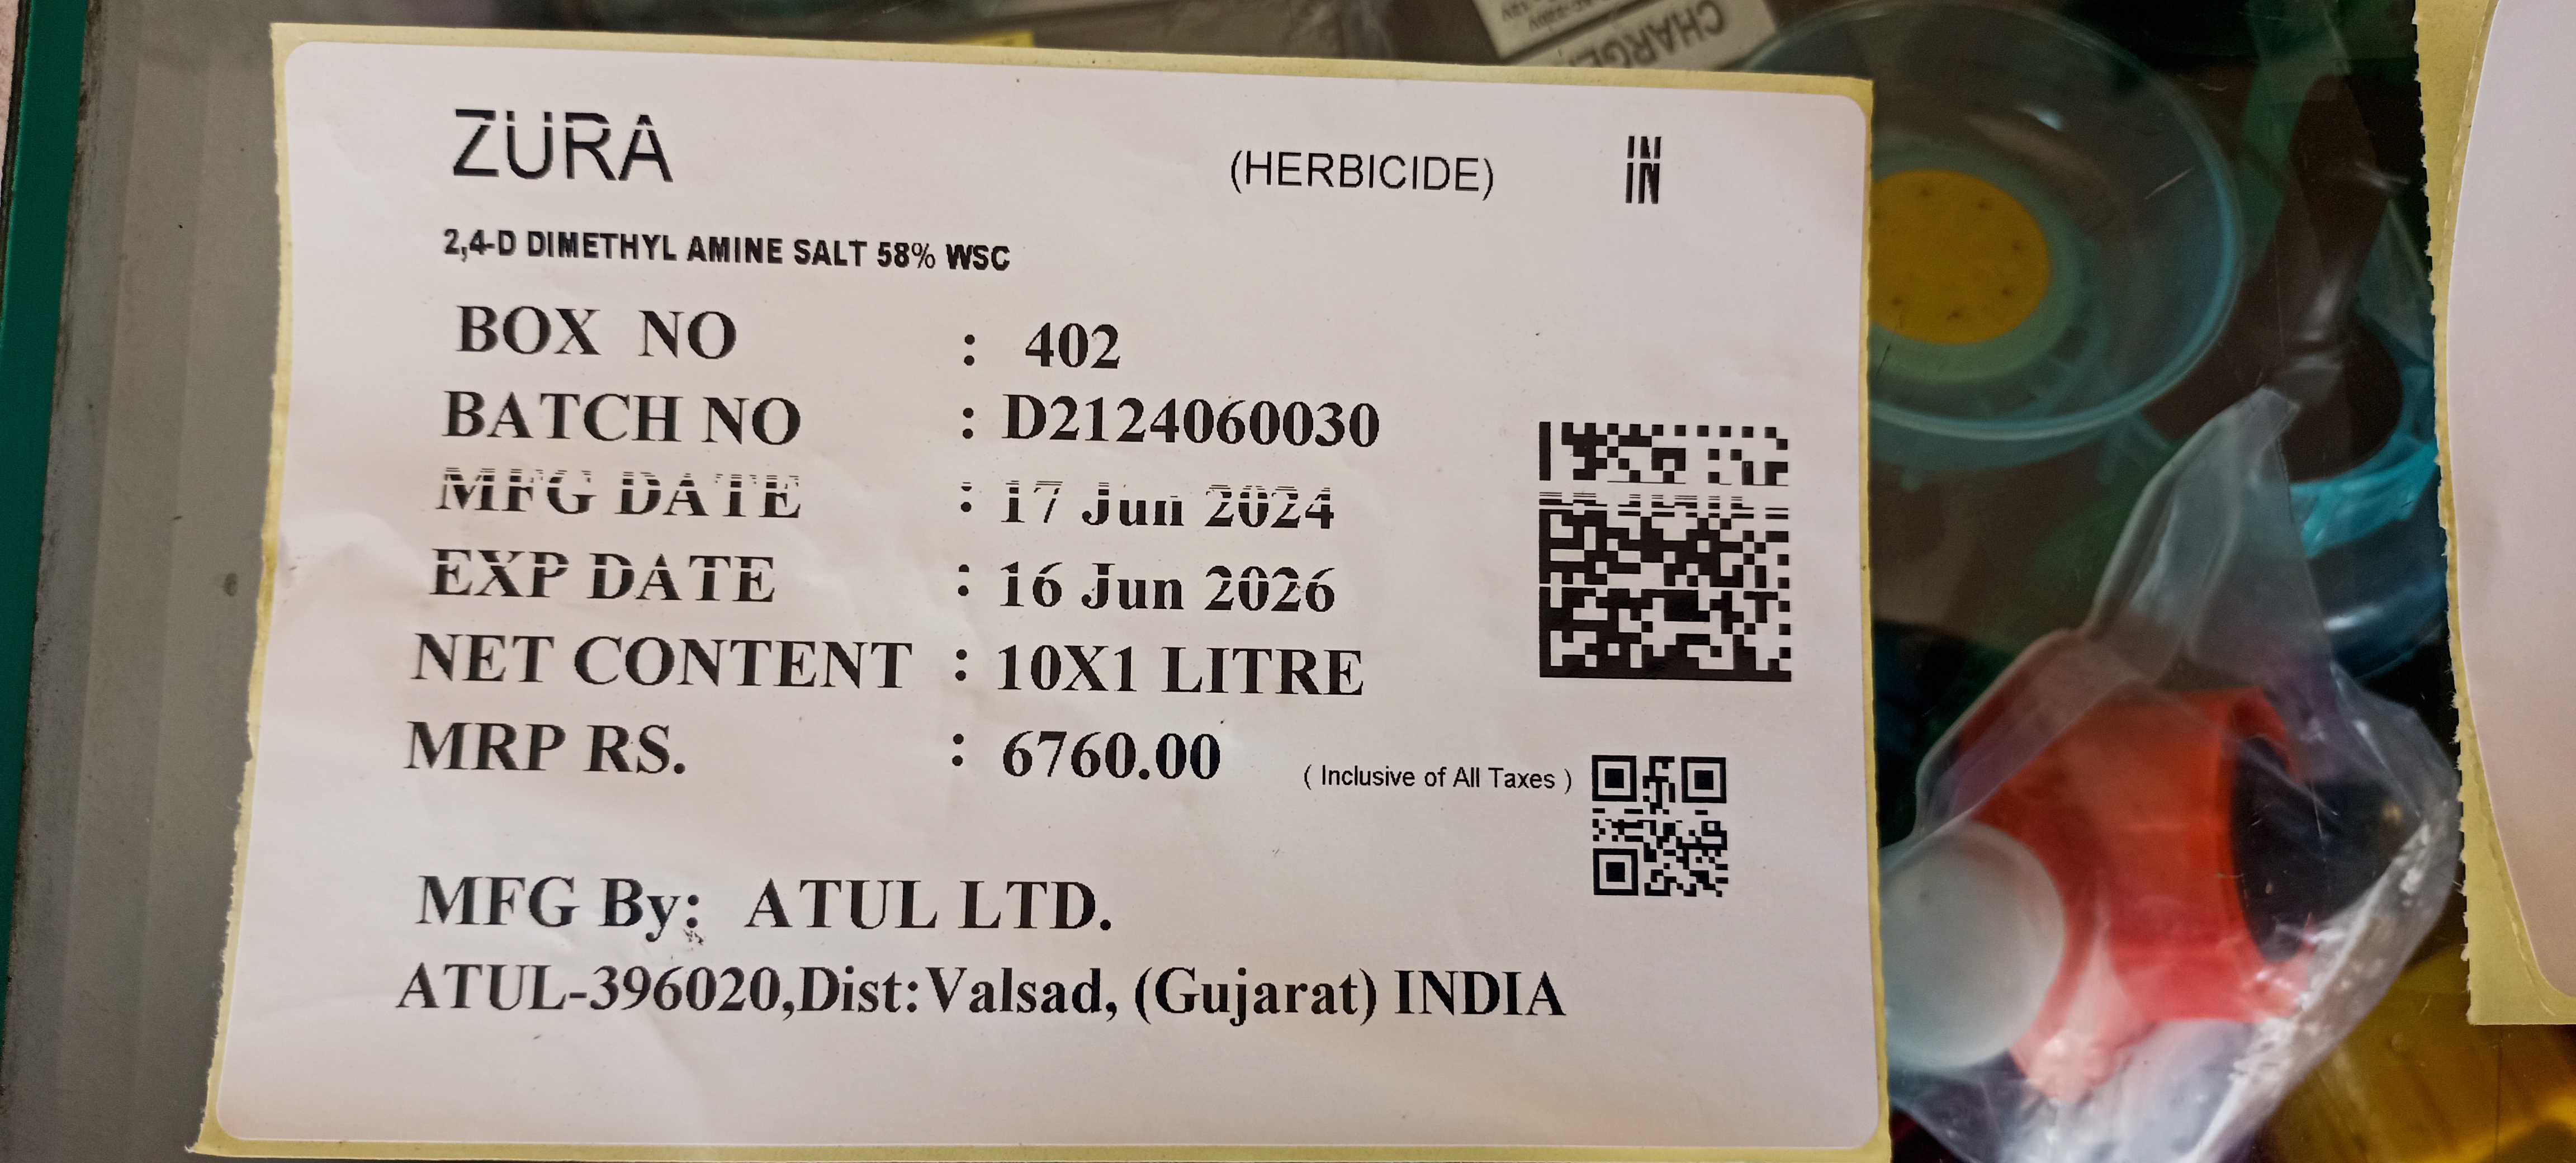 ZURA (HERBICIDE) IN
2,4-D DIMETHYL AMINE SALT 58% WSC
BOX NO : 402
BATCH NO : D2124060030
MFG DATE : 17 Jun 2024
EXP DATE : 16 Jun 2026
NET CONTENT : 10X1 LITRE
MRP RS. : 6760.00 ( Inclusive of All Taxes )
MFG By: ATUL LTD.
ATUL-396020,Dist:Valsad, (Gujarat) INDIA